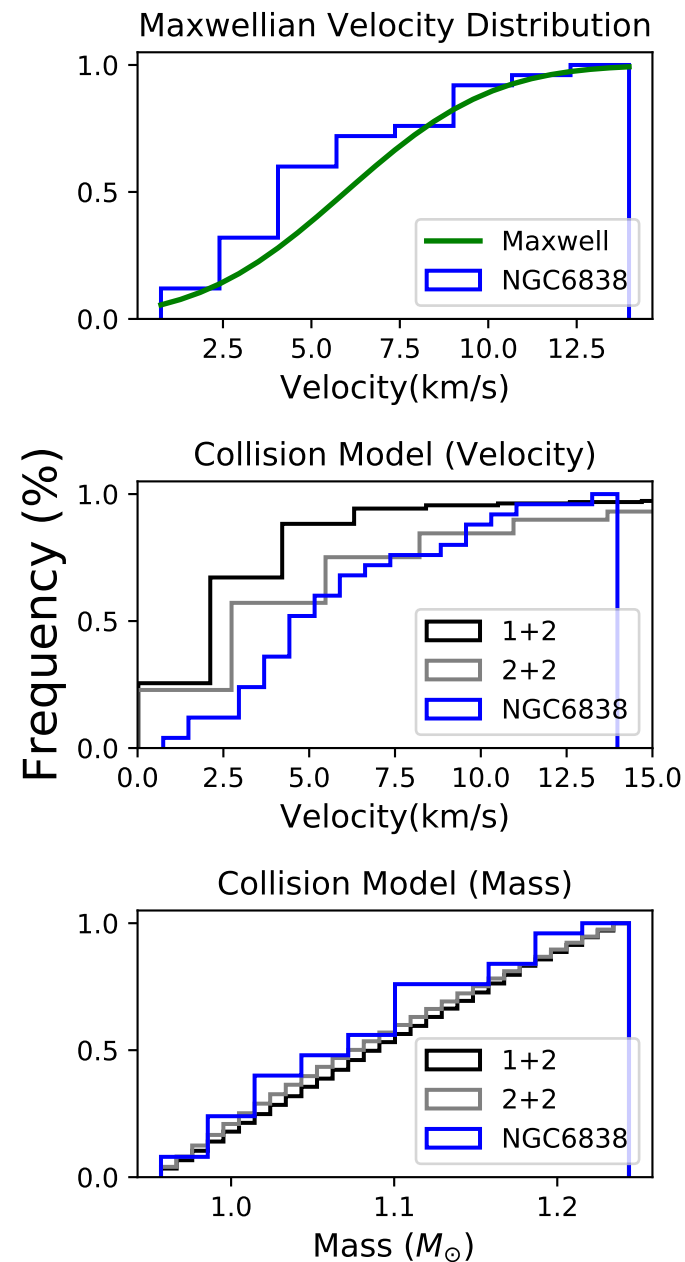 Maxwellian Velocity Distribution
1.0
0.5
0.0
Maxwell
NGC6838
2.5 5.0 7.5 10.0 12.5
Velocity(km/s)
Frequency (%)
Collision Model (Velocity)
1.0
0.5
0.0
1+2
2+2
NGC6838
0.0 2.5 5.0 7.5 10.0 12.5 15.0
Velocity(km/s)
Collision Model (Mass)
1.0
0.5
0.0
1+2
2+2
NGC6838
1.0 1.1 1.2
Mass (M⊙)